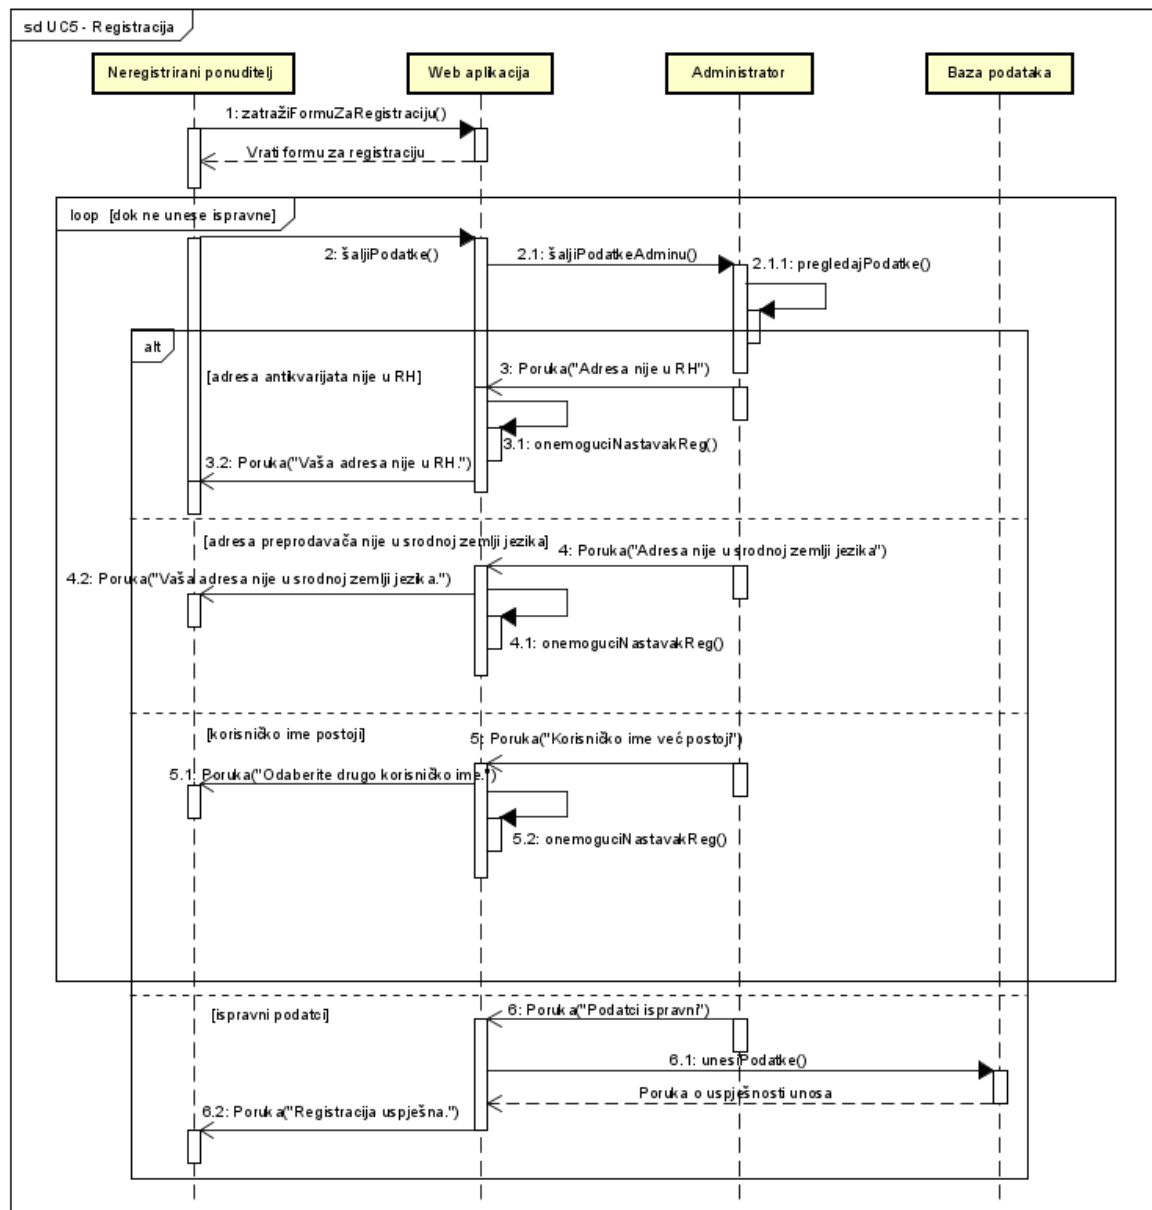 sd UC5 - Registracija
Neregistrirani ponuditelj
Web aplikacija
Administrator
Baza podataka
1: zatražiFormuZaRegistraciju()
Vrati formu za registraciju
loop [dok ne unese ispravne]
2: šaljiPodatke()
2.1: šaljiPodatkeAdminu()
2.1.1: pregledajPodatke()
alt
[adresa antikvarijata nije u RH]
3: Poruka("Adresa nije u RH")
3.1: onemoguciNastavakReg()
3.2: Poruka("Vaša adresa nije u RH.")
[adresa preprodavača nije u srodnoj zemlji jezika]
4: Poruka("Adresa nije u srodnoj zemlji jezika")
4.2: Poruka("Vaša adresa nije u srodnoj zemlji jezika.")
4.1: onemoguciNastavakReg()
[korisničko ime postoji]
5: Poruka("Korisničko ime već postoji")
5.1: Poruka("Odaberite drugo korisničko ime.")
5.2: onemoguciNastavakReg()
[ispravni podatci]
6: Poruka("Podatci ispravni")
6.1: unesiPodatke()
Poruka o uspješnosti unosa
6.2: Poruka("Registracija uspješna.")